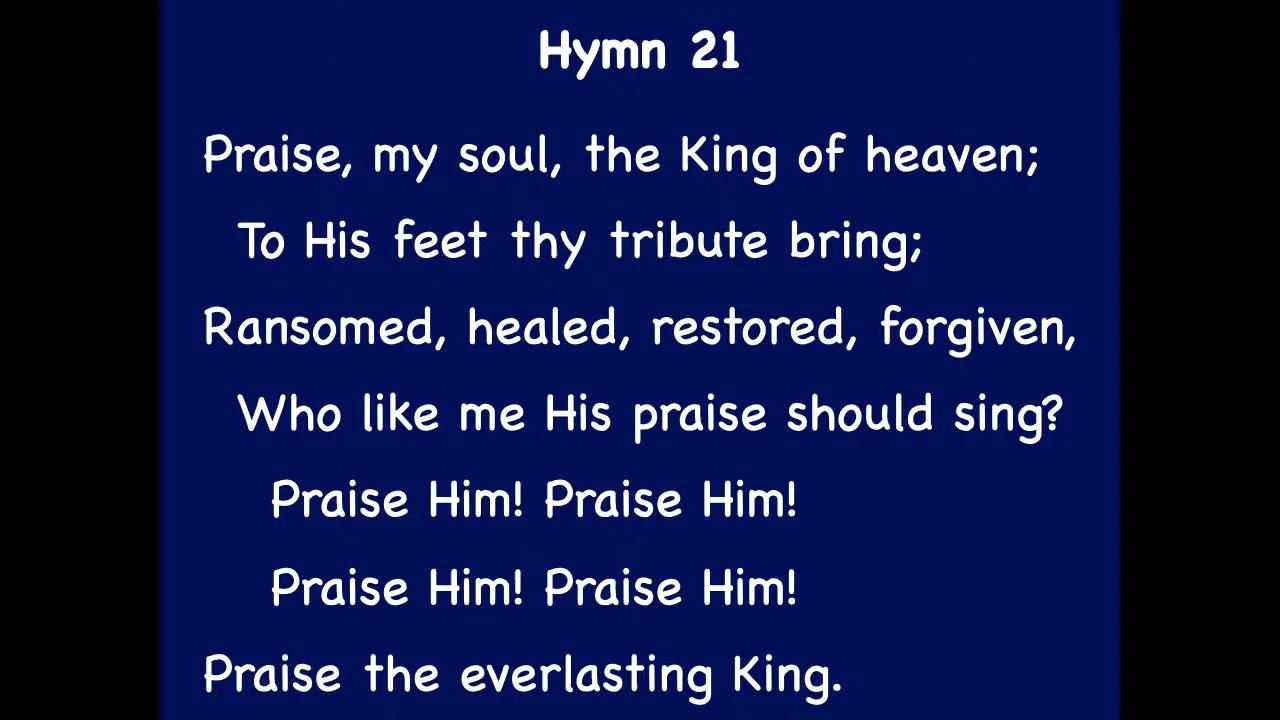 Hymn 21
Praise, my soul, the King of heaven;
To His feet thy tribute bring;
Ransomed, healed, restored, forgiven,
Who like me His praise should sing?
Praise Him! Praise Him!
Praise Him! Praise Him!
Praise the everlasting King.